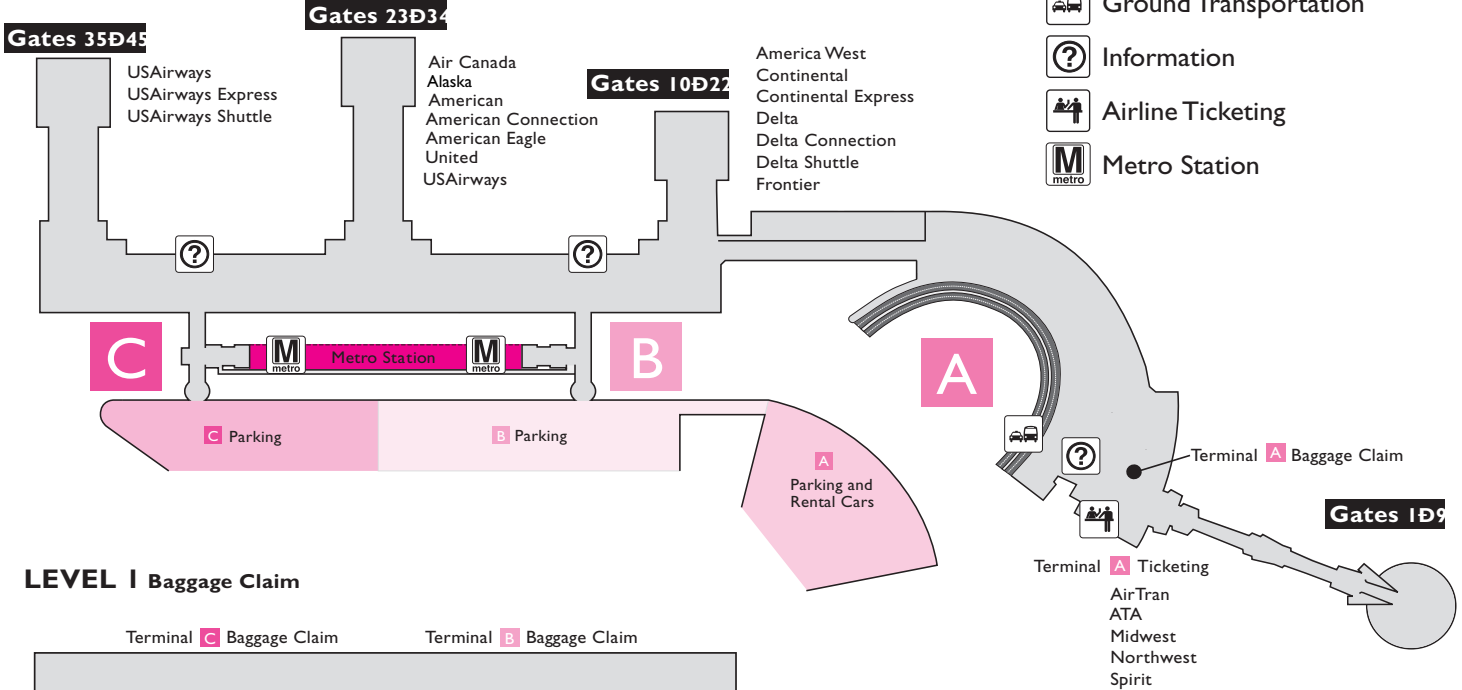 Gates 23Ð34
Gates 35Ð45
USAirways
USAirways Express
USAirways Shuttle
Air Canada
Alaska
American
American Connection
American Eagle
United
USAirways
Gates 10Ð22
America West
Continental
Continental Express
Delta
Delta Connection
Delta Shuttle
Frontier
Ground Transportation
? Information
Airline Ticketing
M metro Metro Station
?
?
C
M metro
Metro Station
M metro
B
A
C Parking
B Parking
A
Parking and
Rental Cars
?
Terminal A Baggage Claim
Gates 1Ð9
Terminal A Ticketing
AirTran
ATA
Midwest
Northwest
Spirit
LEVEL 1 Baggage Claim
Terminal C Baggage Claim
Terminal B Baggage Claim